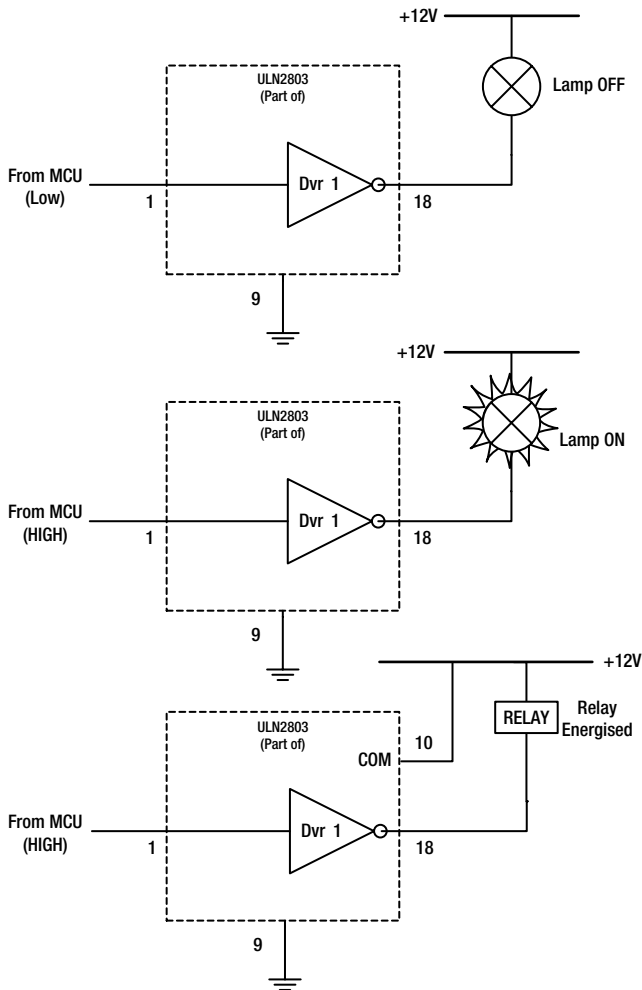 +12V
ULN2803
(Part of)
Lamp OFF
From MCU
(Low)
1
Dvr 1
18
9
+12V
ULN2803
(Part of)
Lamp ON
From MCU
(HIGH)
1
Dvr 1
18
9
+12V
ULN2803
(Part of)
RELAY
Relay
Energised
10
COM
From MCU
(HIGH)
1
Dvr 1
18
9